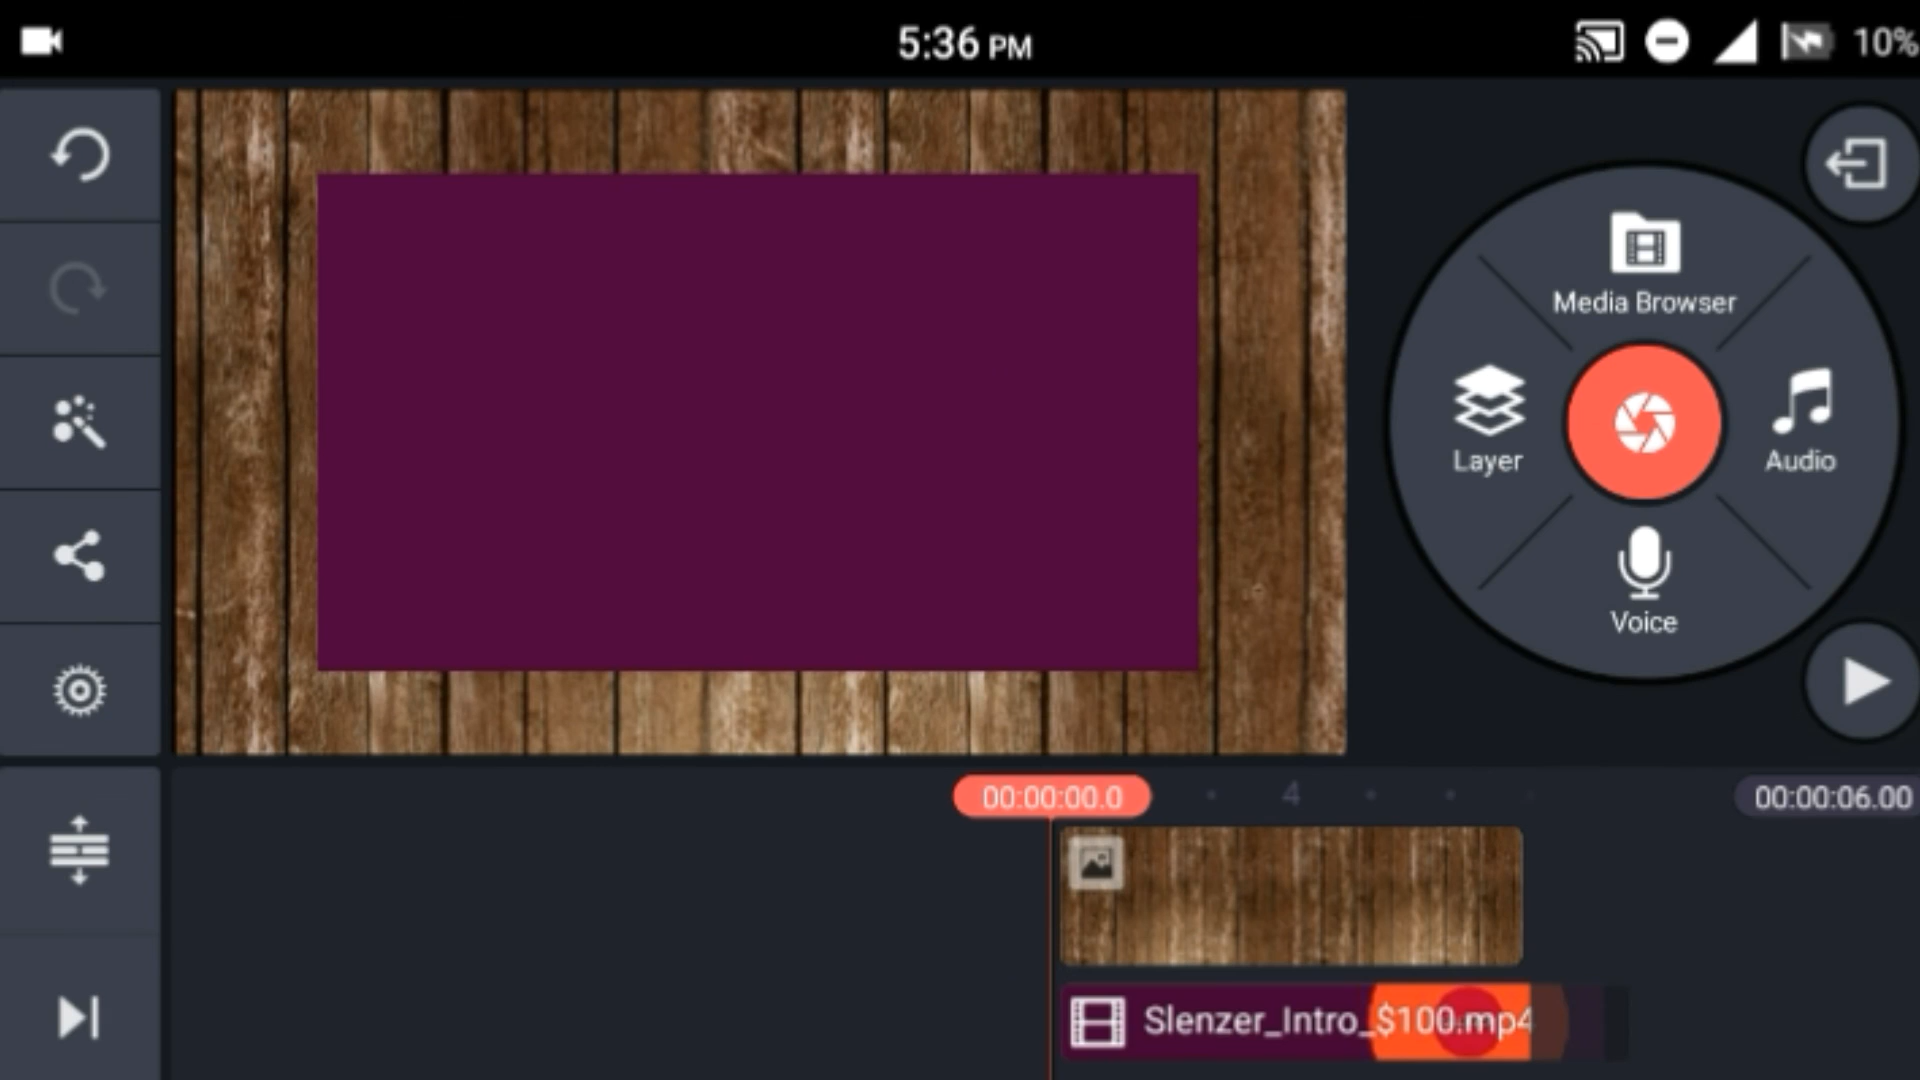 5:36 PM
10%
Media Browser
Layer
Audio
Voice
00:00:00.0
4
00:00:06.00
Slenzer_Intro_$100.mp4